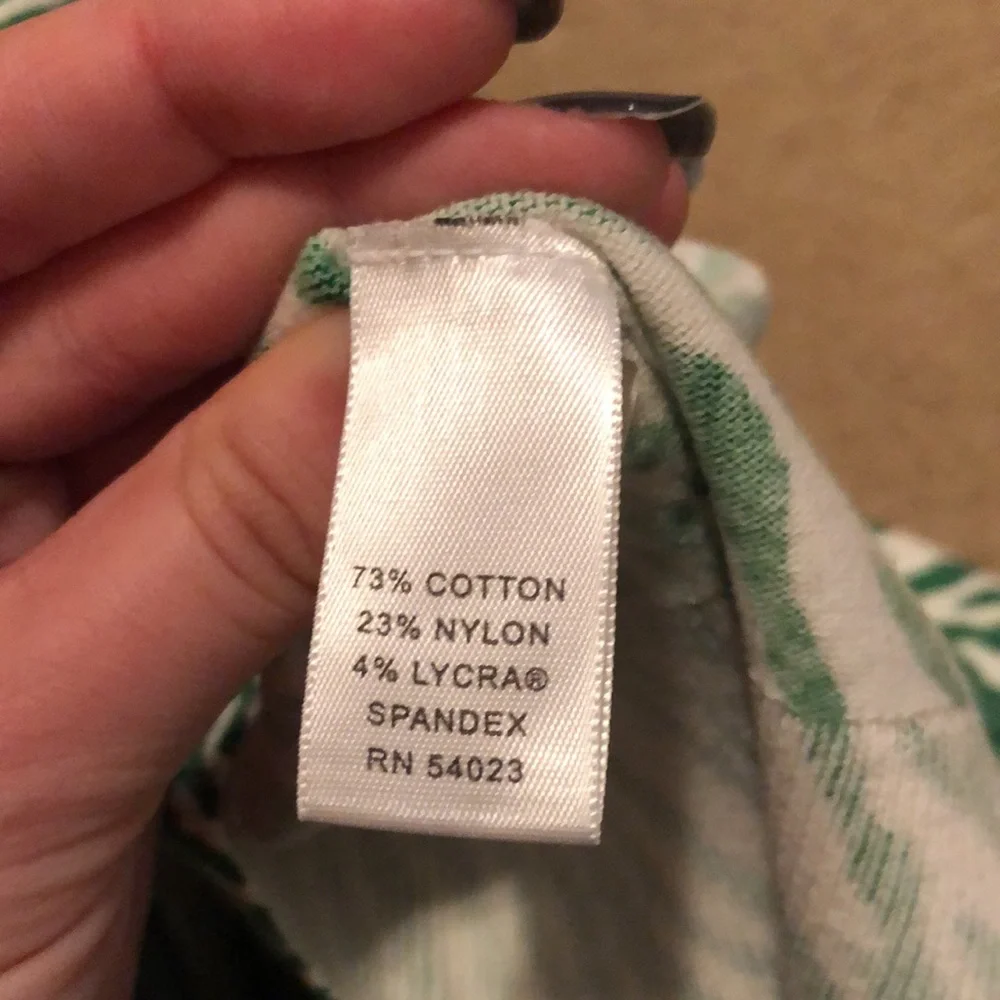 73% COTTON
23% NYLON
4% LYCRA®
SPANDEX
RN 54023